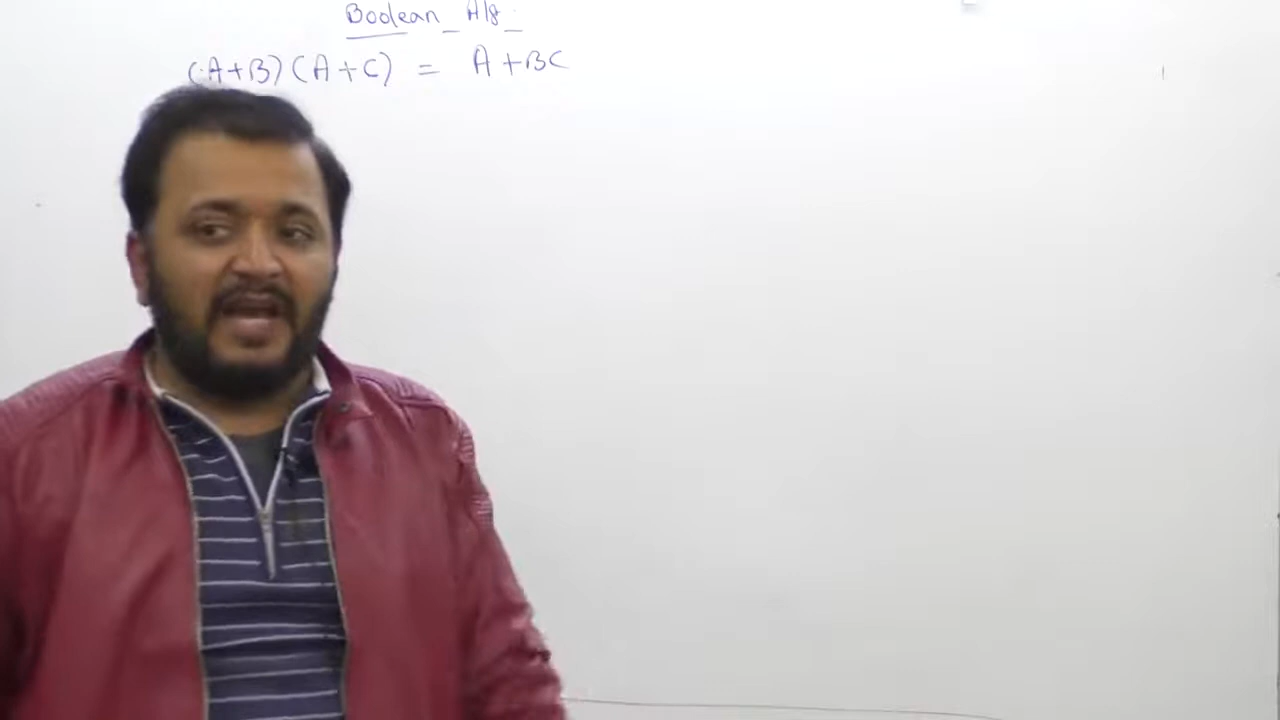 Boolean Alg.
(A+B)(A+C) = A+BC